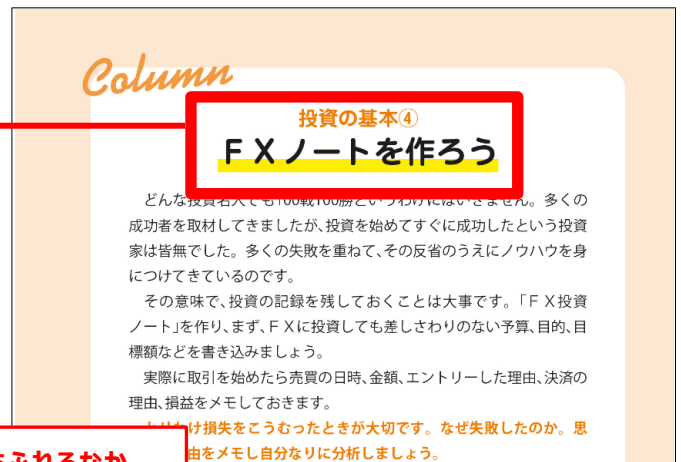 Column
投資の基本④
ＦＸノートを作ろう
どんな投資名人でも100戦100勝というわけにはいきません。多くの
成功者を取材してきましたが、投資を始めてすぐに成功したという投資
家は皆無でした。多くの失敗を重ねて、その反省のうえにノウハウを身
につけてきているのです。
その意味で、投資の記録を残しておくことは大事です。「ＦＸ投資
ノート」を作り、まず、ＦＸに投資しても差しさわりのない予算、目的、目
標額などを書き込みましょう。
実際に取引を始めたら売買の日時、金額、エントリーした理由、決済の
理由、損益をメモしておきます。
け損失をこうむったときが大切です。なぜ失敗したのか。思
由をメモし自分なりに分析しましょう。
ふれるなか